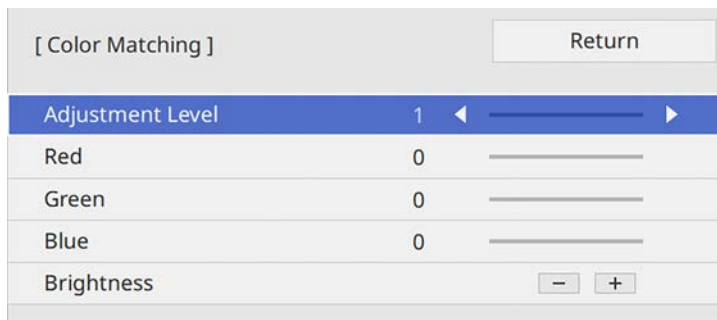 [ Color Matching ]
Return
Adjustment Level 1
Red 0
Green 0
Blue 0
Brightness − +